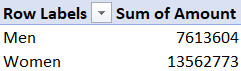 Row Labels Sum of Amount
Men 7613604
Women 13562773